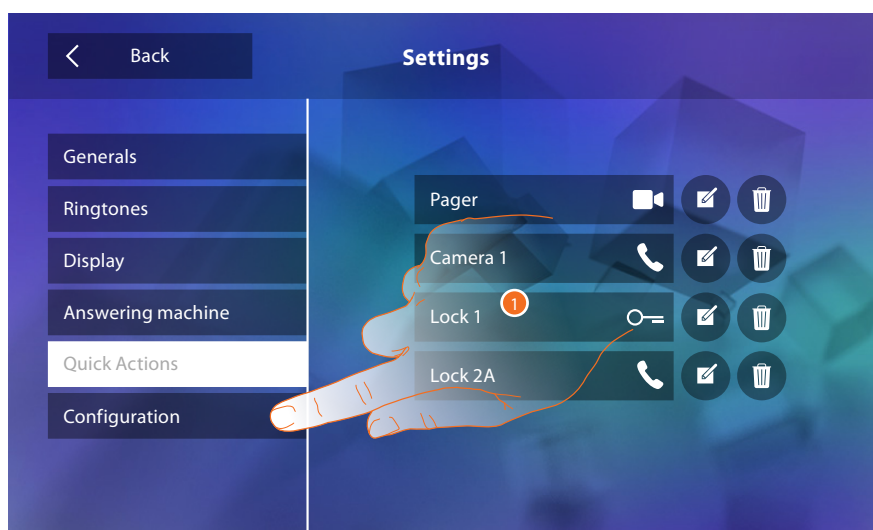 Back
Settings
Generals
Ringtones
Display
Answering machine
Quick Actions
Configuration
Pager
Camera 1
Lock 1
1
Lock 2A